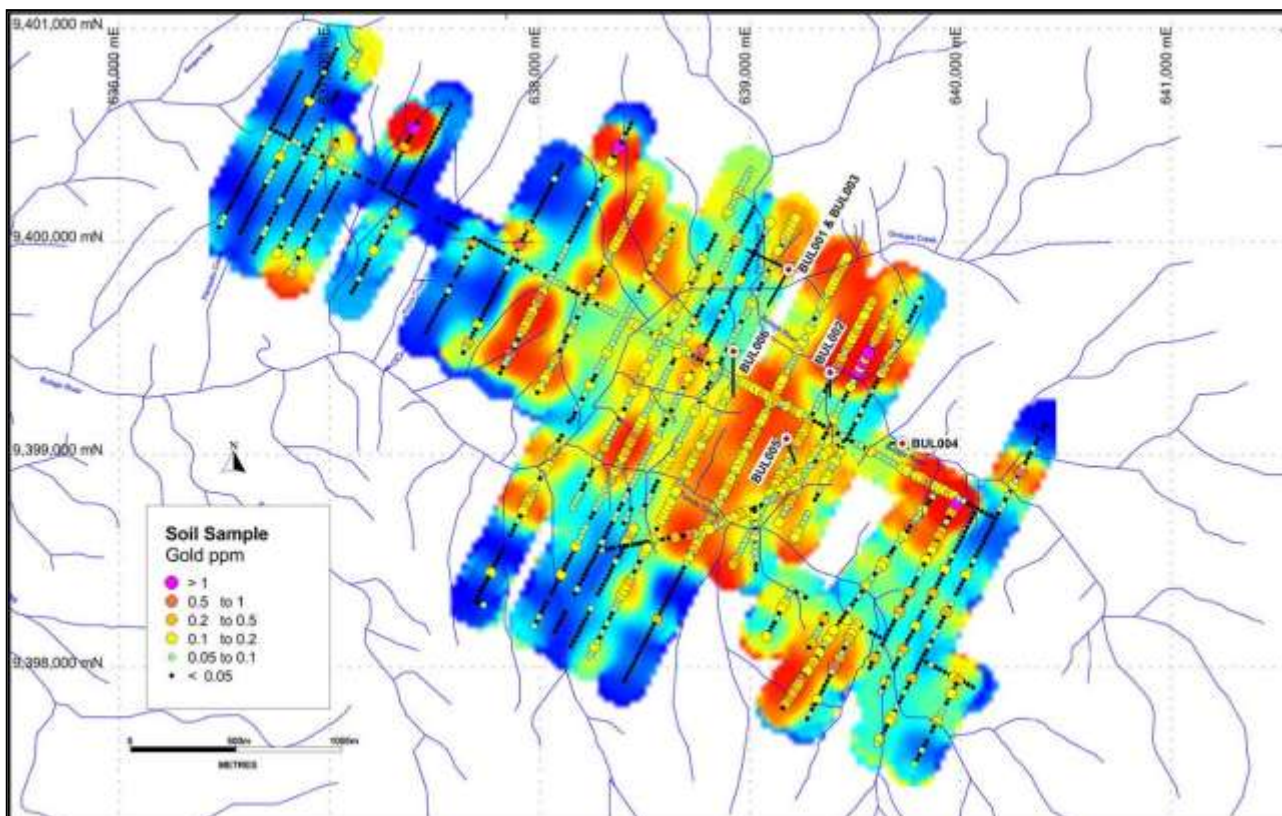 9,401,000 mN
636,000 mE
638,000 mE
639,000 mE
640,000 mE
641,000 mE
BUL001 & BUL003
9,400,000 mN
BUL006
BUL002
9,399,000 mN
BUL004
BUL005
N
Soil Sample
Gold ppm
> 1
0.5 to 1
0.2 to 0.5
0.1 to 0.2
0.05 to 0.1
< 0.05
9,398,000 mN
0
500m
1000m
METRES